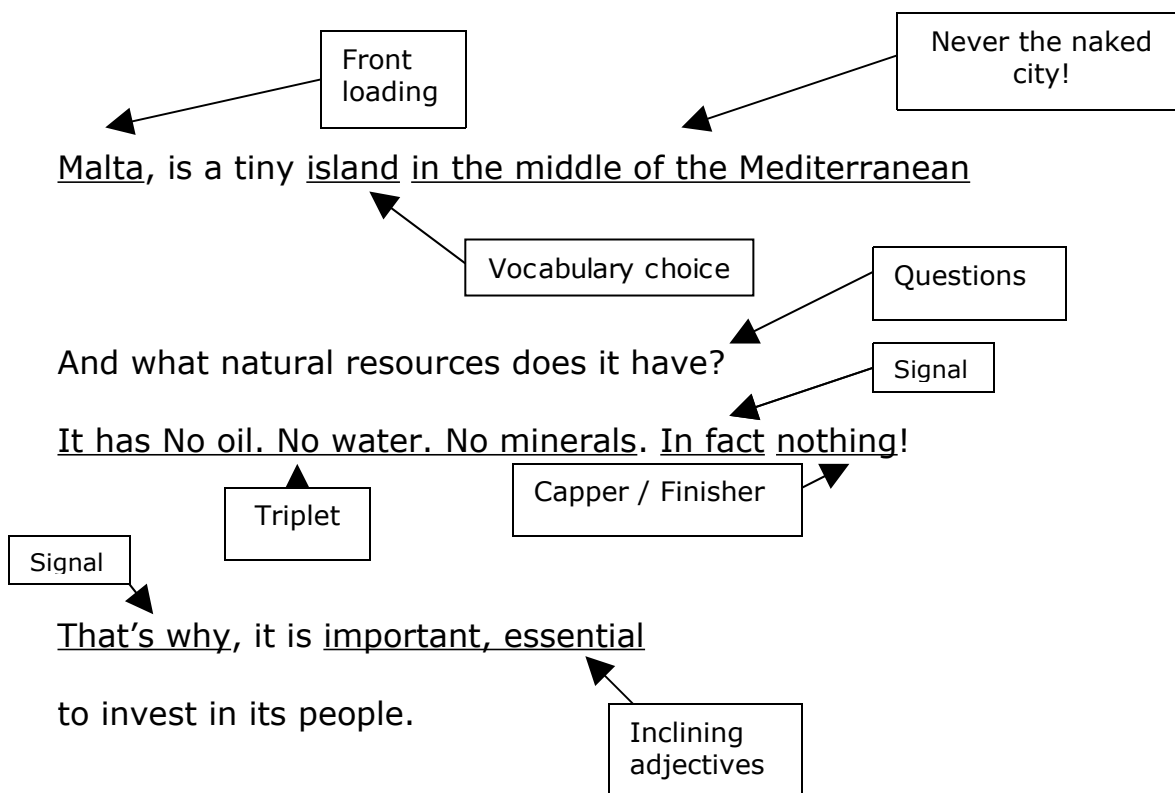 Front
loading
Never the naked
city!
Malta, is a tiny island in the middle of the Mediterranean
Vocabulary choice
Questions
And what natural resources does it have?
Signal
It has No oil. No water. No minerals. In fact nothing!
Capper / Finisher
Triplet
Signal
That's why, it is important, essential
to invest in its people.
Inclining
adjectives